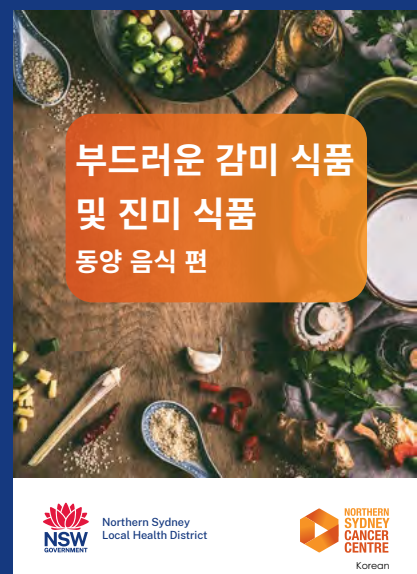 부드러운 감미 식품
및 진미 식품
동양 음식 편
NSW
GOVERNMENT
Northern Sydney
Local Health District
NORTHERN
SYDNEY
CANCER
CENTRE
Korean